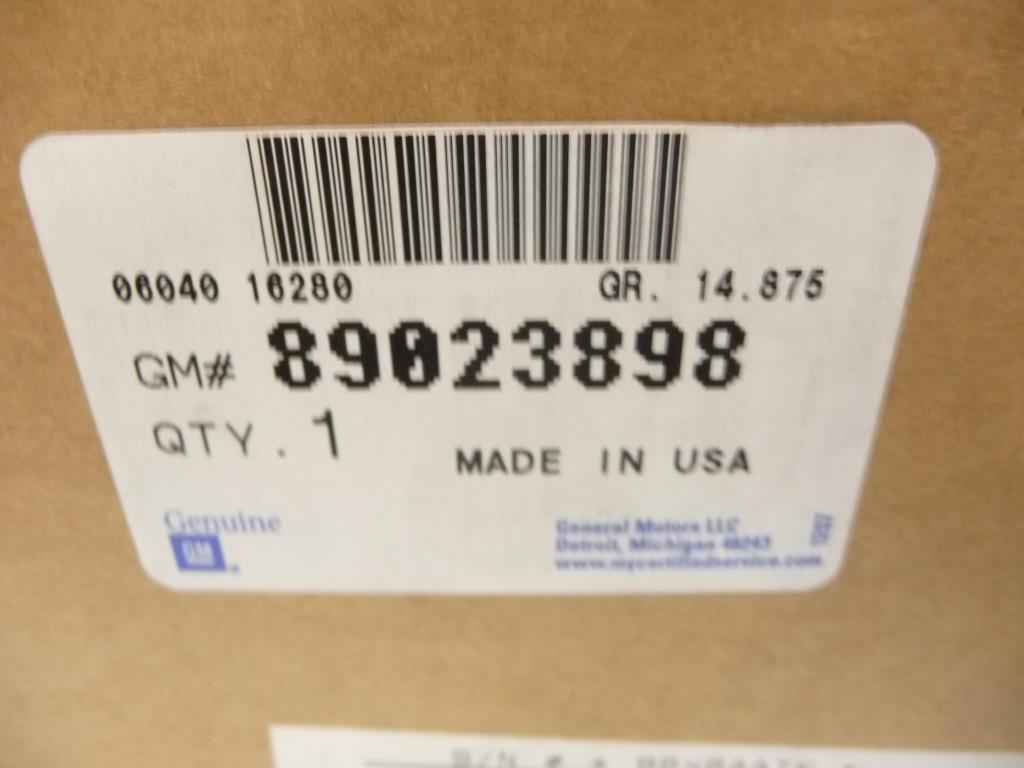 06040 16280 GR. 14.875
GM# 89023898
QTY. 1
MADE IN USA
Genuine
GM
General Motors LLC
Detroit, Michigan 48243
www.mycertifiedservice.com
S/N #